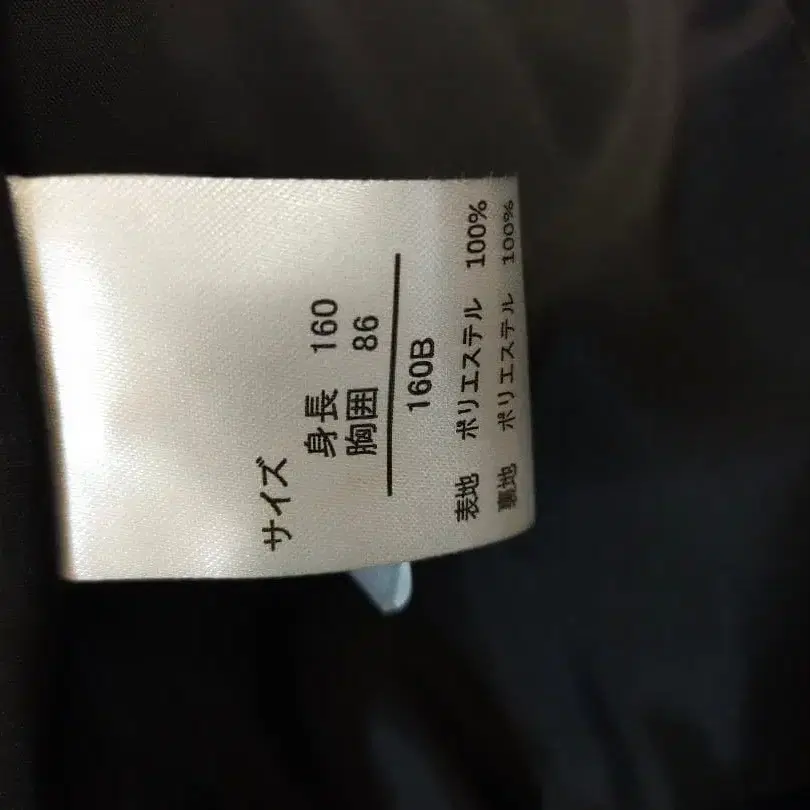 サイズ
身長 160
胸囲 86
160B
表地 ポリエステル 100%
裏地 ポリエステル 100%